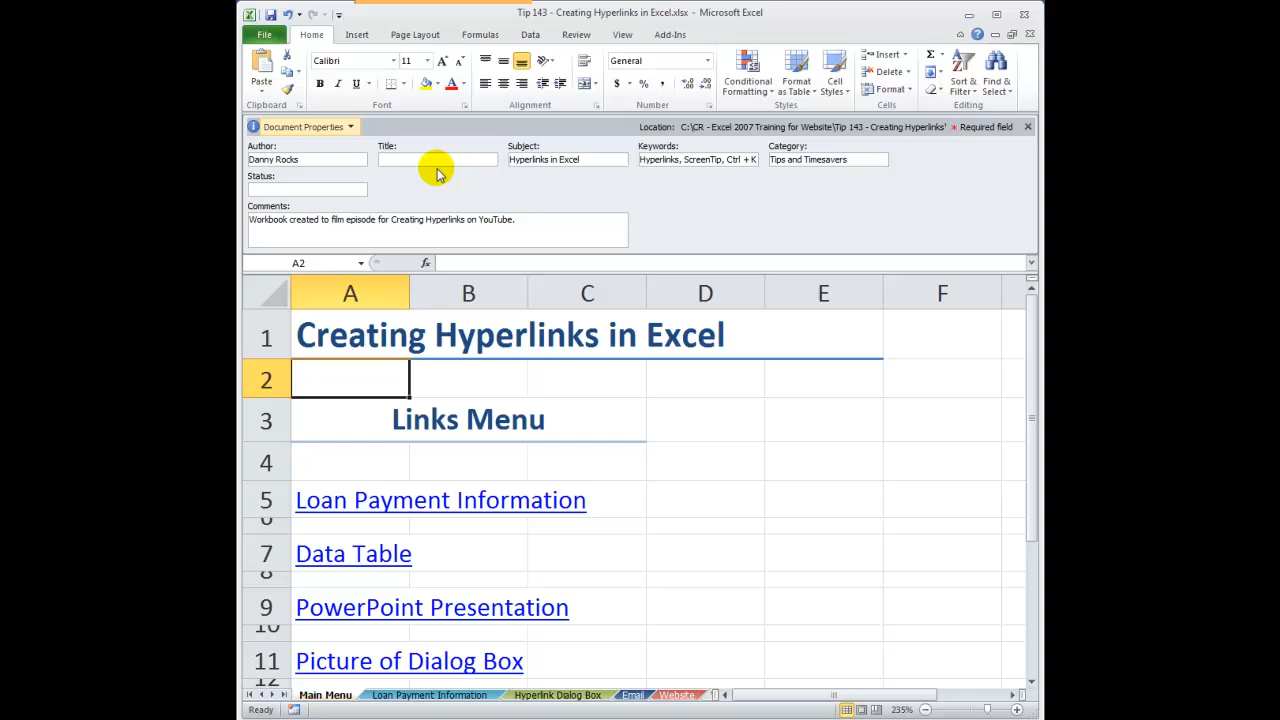 Tip 143 - Creating Hyperlinks in Excel.xlsx - Microsoft Excel
File Home Insert Page Layout Formulas Data Review View Add-Ins
Calibri 11 General Insert Σ
Paste Conditional Format Cell Delete Sort & Find &
B I U A $ % , Formatting as Table Styles Format Filter Select
Clipboard Font Alignment Number Styles Cells Editing
Document Properties Location: C:\CR - Excel 2007 Training for Website\Tip 143 - Creating Hyperlinks' * Required field
Author: Title: Subject: Keywords: Category:
Danny Rocks Hyperlinks in Excel Hyperlinks, ScreenTip, Ctrl + K Tips and Timesavers
Status:
Comments:
Workbook created to film episode for Creating Hyperlinks on YouTube.
A2 fx
A B C D E F
1 Creating Hyperlinks in Excel
2
3 Links Menu
4
5 Loan Payment Information
6
7 Data Table
8
9 PowerPoint Presentation
10
11 Picture of Dialog Box
12
Main Menu Loan Payment Information Hyperlink Dialog Box Email Website
Ready 235%